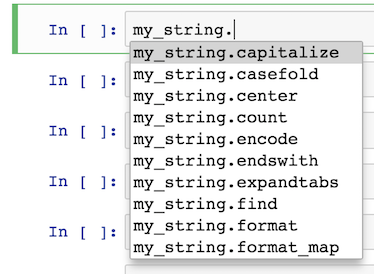 In [ ]: my_string.
my_string.capitalize
In [ ]: my_string.casefold
my_string.center
In [ ]: my_string.count
my_string.encode
my_string.endswith
In [ ]: my_string.expandtabs
my_string.find
In [ ]: my_string.format
my_string.format_map